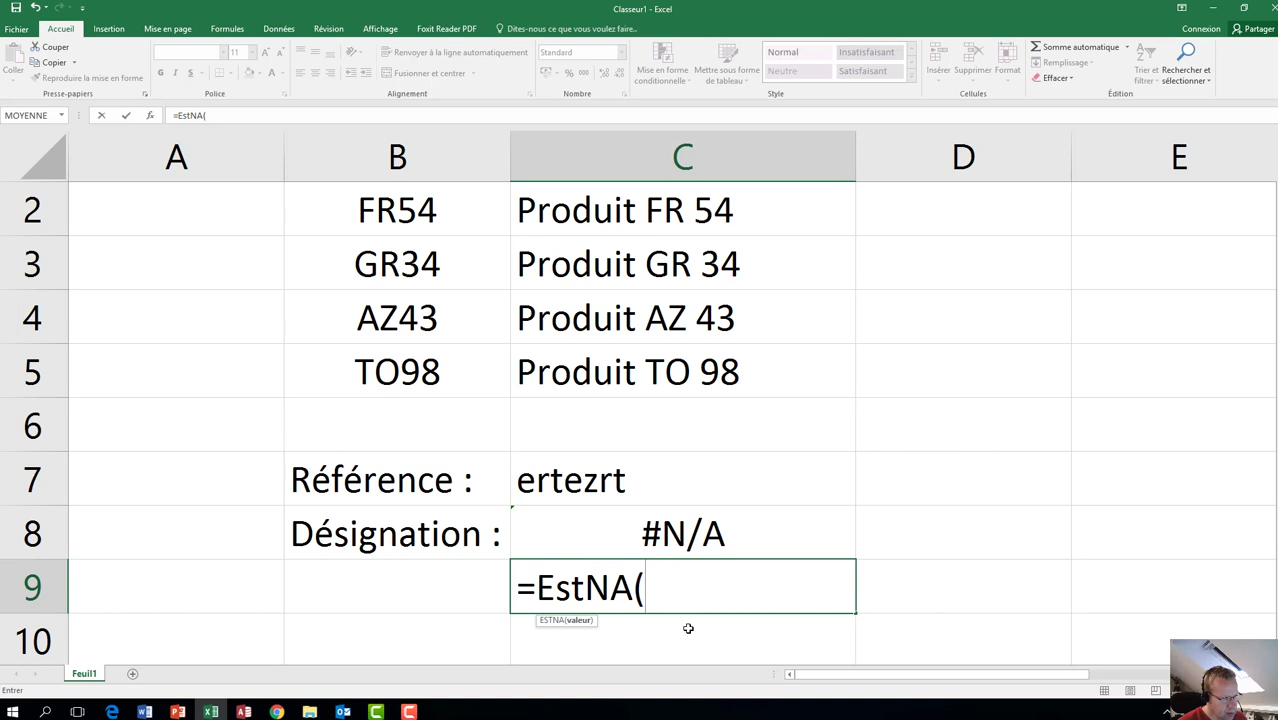 Classeur1 - Excel
Connexion
Partager
Fichier Accueil Insertion Mise en page Formules Données Révision Affichage Foxit Reader PDF Dites-nous ce que vous voulez faire..
Coller
Couper
Copier
Reproduire la mise en forme
Presse-papiers
11
G I S
Police
Renvoyer à la ligne automatiquement
Fusionner et centrer
Alignement
Standard
% 000
Nombre
Mise en forme conditionnelle
Mettre sous forme de tableau
Normal Insatisfaisant
Neutre Satisfaisant
Style
Insérer Supprimer Format
Cellules
Somme automatique
Remplissage
Effacer
Trier et filtrer
Rechercher et sélectionner
Édition
MOYENNE fx =EstNA(
A B C D E
2 FR54 Produit FR 54
3 GR34 Produit GR 34
4 AZ43 Produit AZ 43
5 TO98 Produit TO 98
6
7 Référence : ertezrt
8 Désignation : #N/A
9 =EstNA(
ESTNA(valeur)
10
Feuil1
Entrer